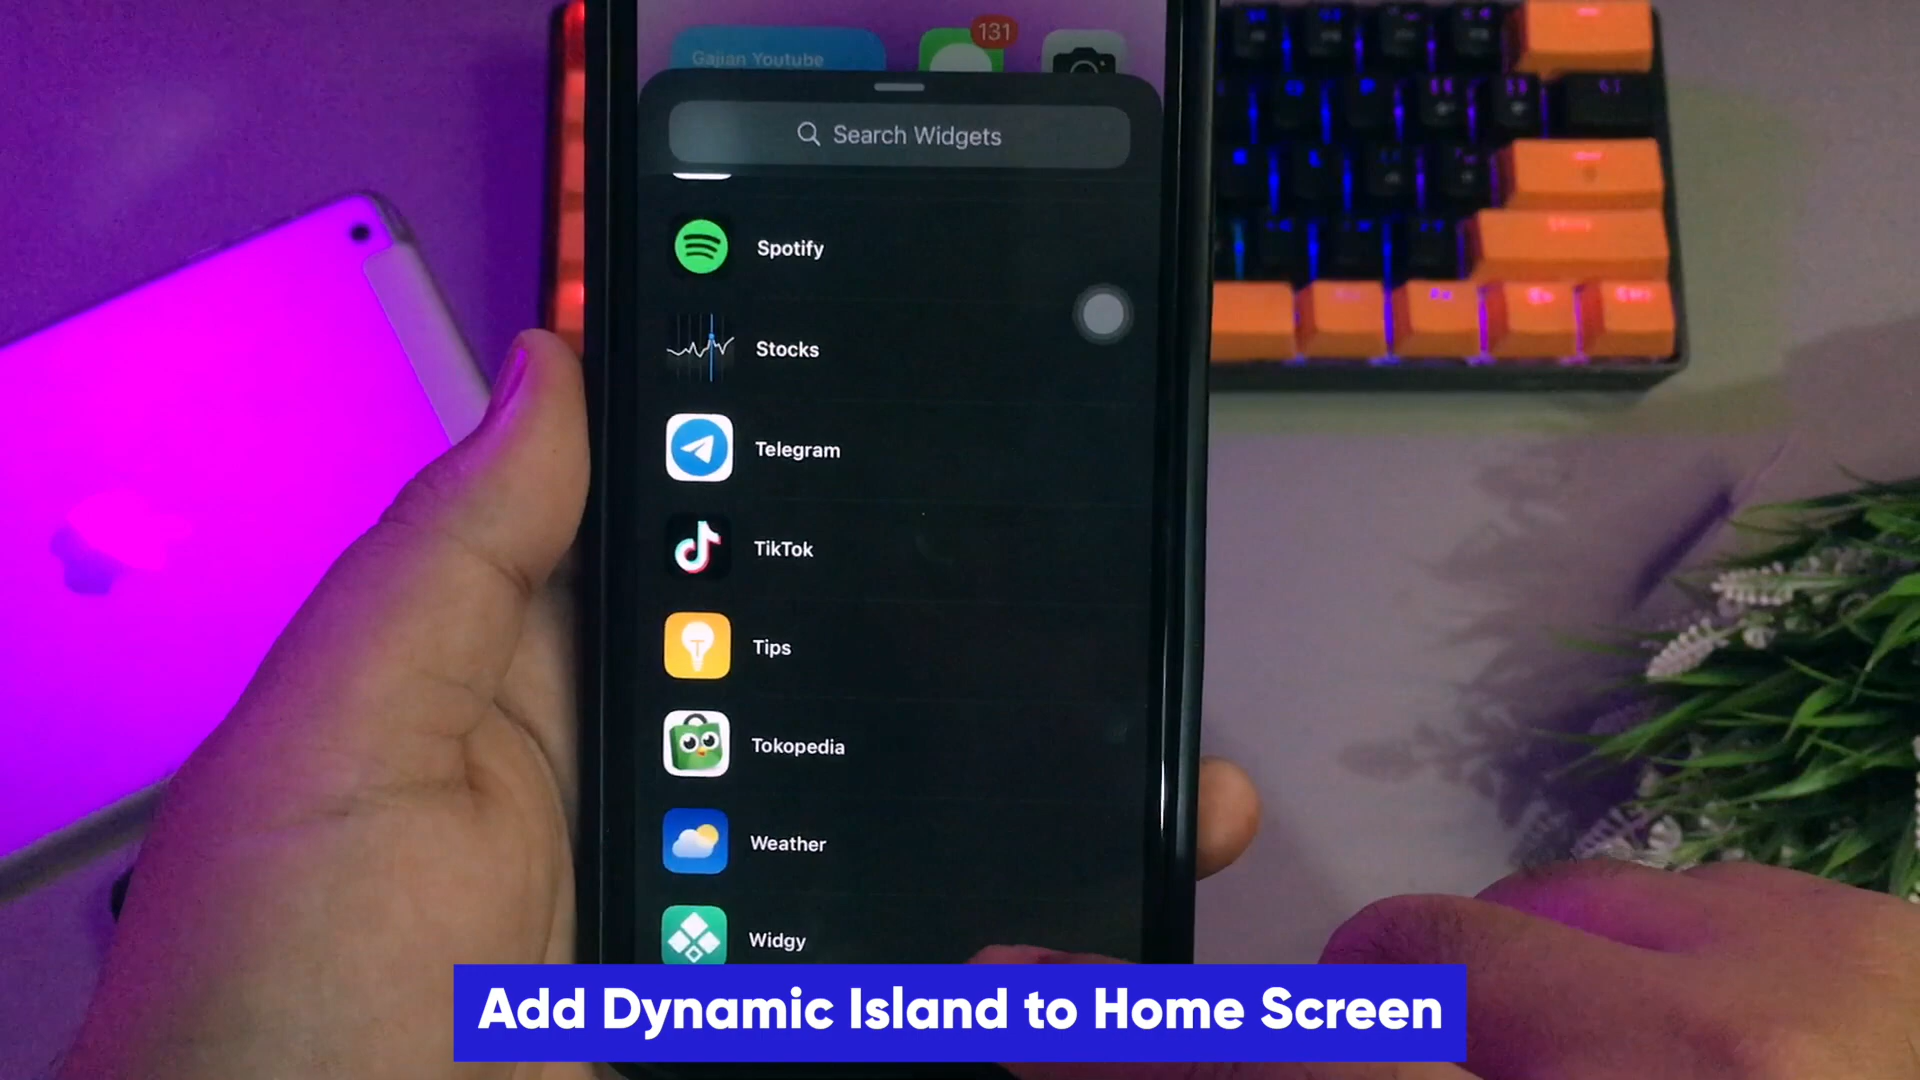 Gajian Youtube
131
Search Widgets
Spotify
Stocks
Telegram
TikTok
Tips
Tokopedia
Weather
Widgy
Add Dynamic Island to Home Screen